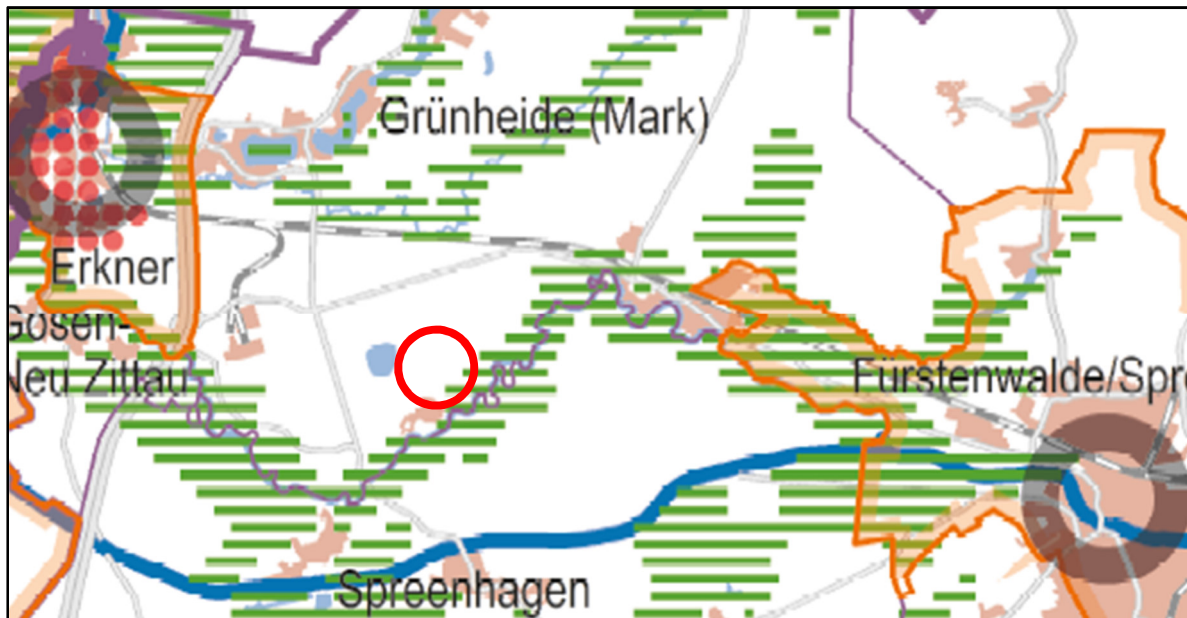 Grünheide (Mark)
Erkner
Gosen-
Neu Zittau
Fürstenwalde/Spre
Spreenhagen